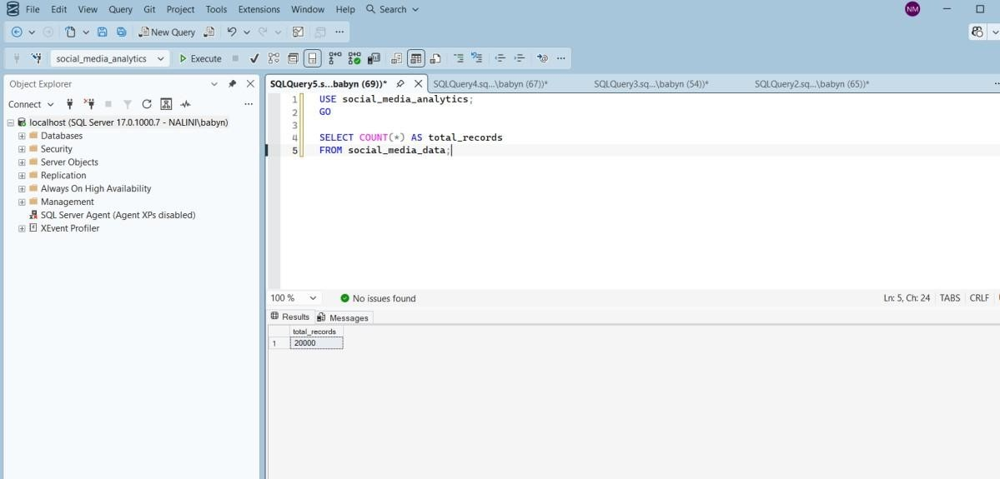 File Edit View Query Git Project Tools Extensions Window Help Search NM
New Query
social_media_analytics Execute
Object Explorer
Connect
localhost (SQL Server 17.0.1000.7 - NALINI\babyn)
Databases
Security
Server Objects
Replication
Always On High Availability
Management
SQL Server Agent (Agent XPs disabled)
XEvent Profiler
SQLQuery5.s...babyn (69))* SQLQuery4.sq...\babyn (67))* SQLQuery3.sq...\babyn (54))* SQLQuery2.sq...\babyn (65))*
1 USE social_media_analytics;
2 GO
3
4 SELECT COUNT(*) AS total_records
5 FROM social_media_data;
100 % No issues found Ln: 5, Ch: 24 TABS CRLF
Results Messages
total_records
1 20000